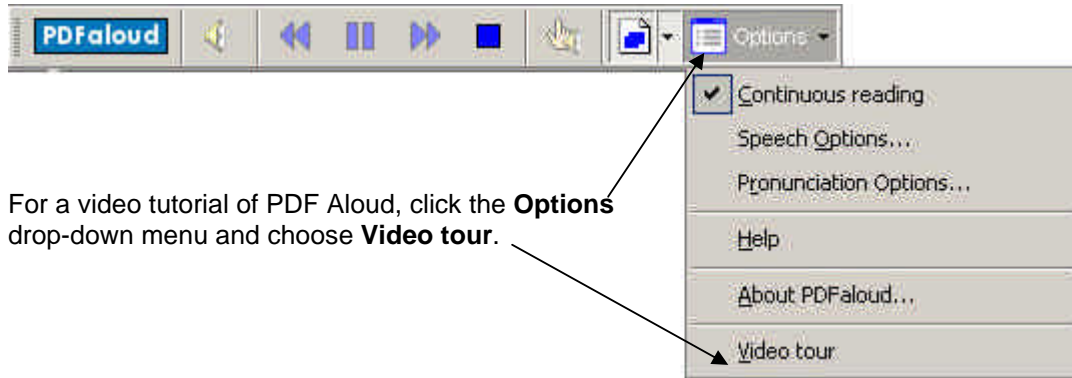 PDFaloud
Options
Continuous reading
Speech Options...
Pronunciation Options...
For a video tutorial of PDF Aloud, click the Options
drop-down menu and choose Video tour.
Help
About PDFaloud...
Video tour